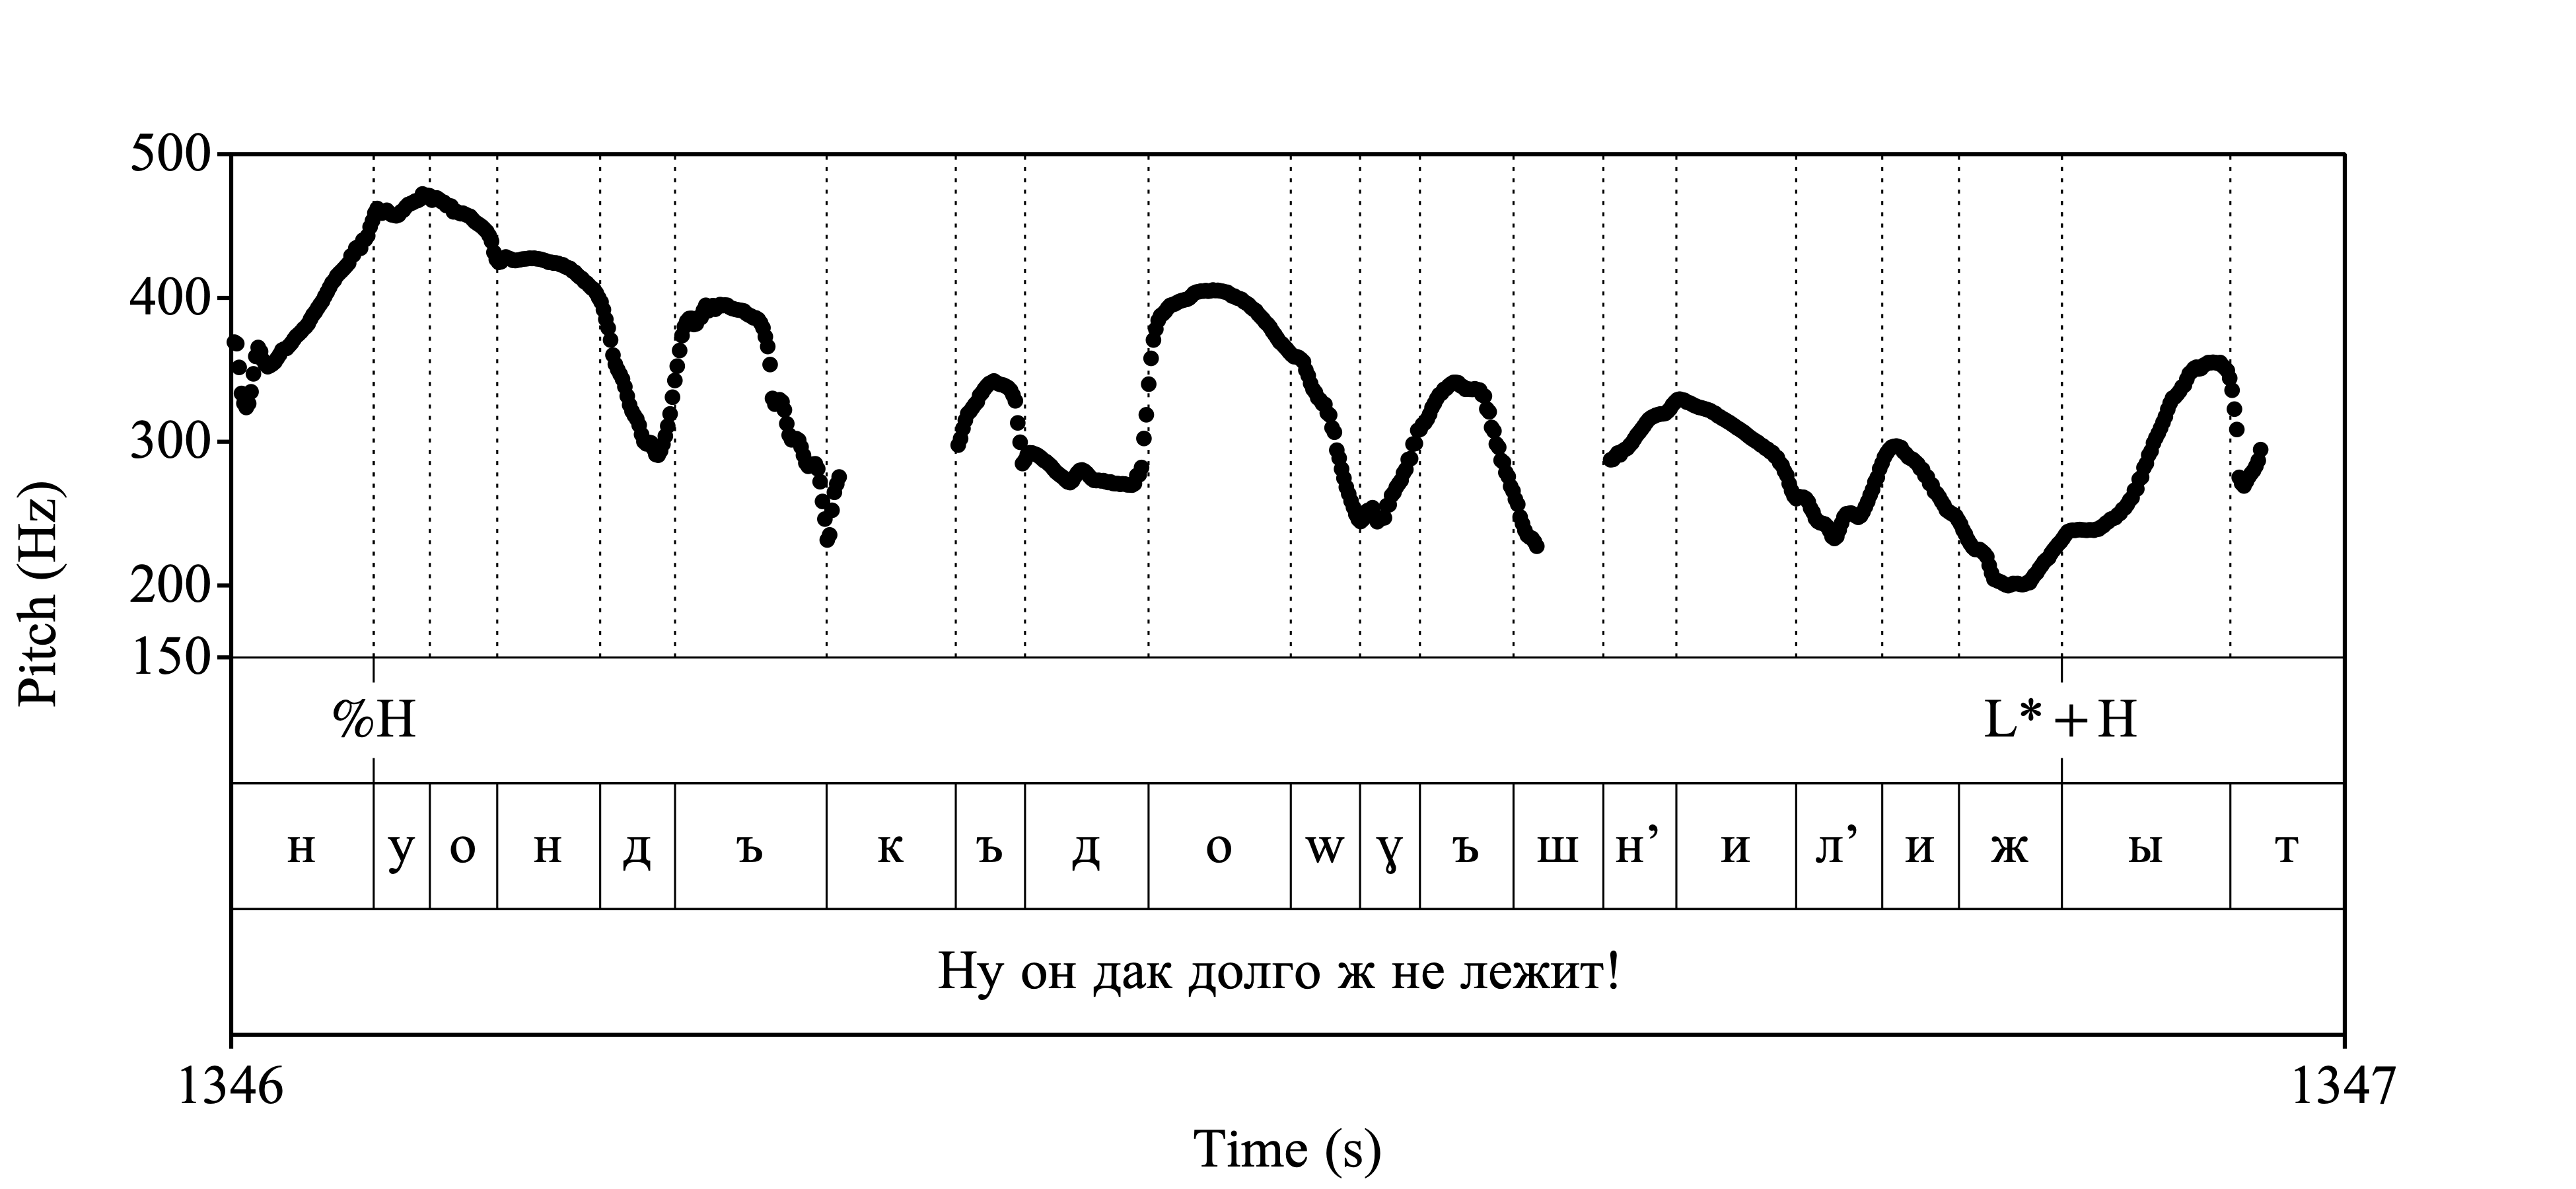 500
400
300
200
150
Pitch (Hz)
%H L*+H
н у о н д ъ к ъ д о w ɣ ъ ш н’ и л’ и ж ы т
Ну он дак долго ж не лежит!
1346 1347
Time (s)